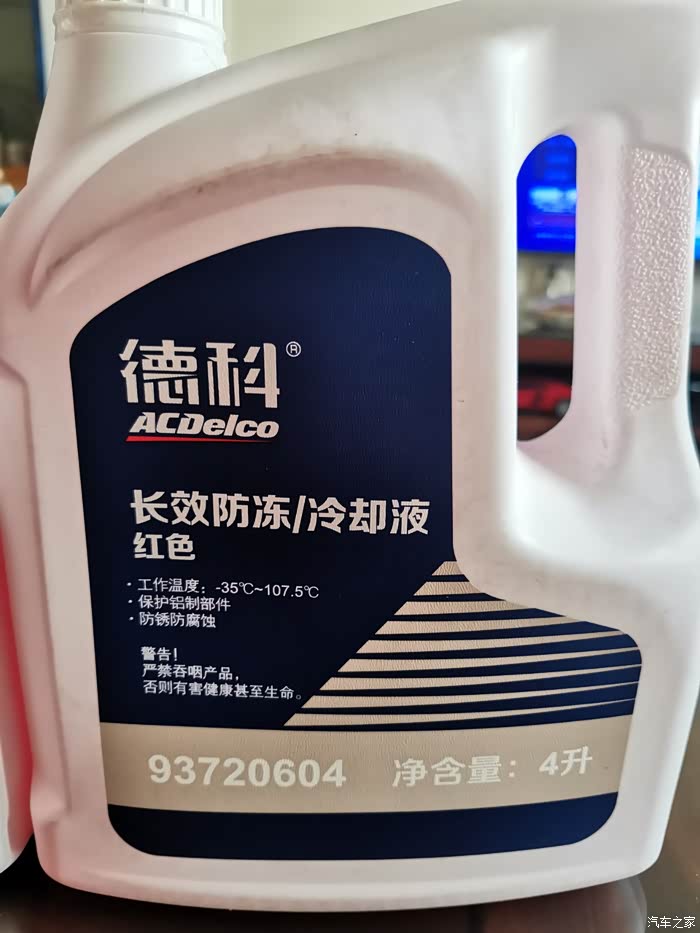 德科®
ACDelco
长效防冻/冷却液
红色
·工作温度：-35℃~107.5℃
·保护铝制部件
·防锈防腐蚀
警告！
严禁吞咽产品，
否则有害健康甚至生命。
93720604 净含量：4升
汽车之家